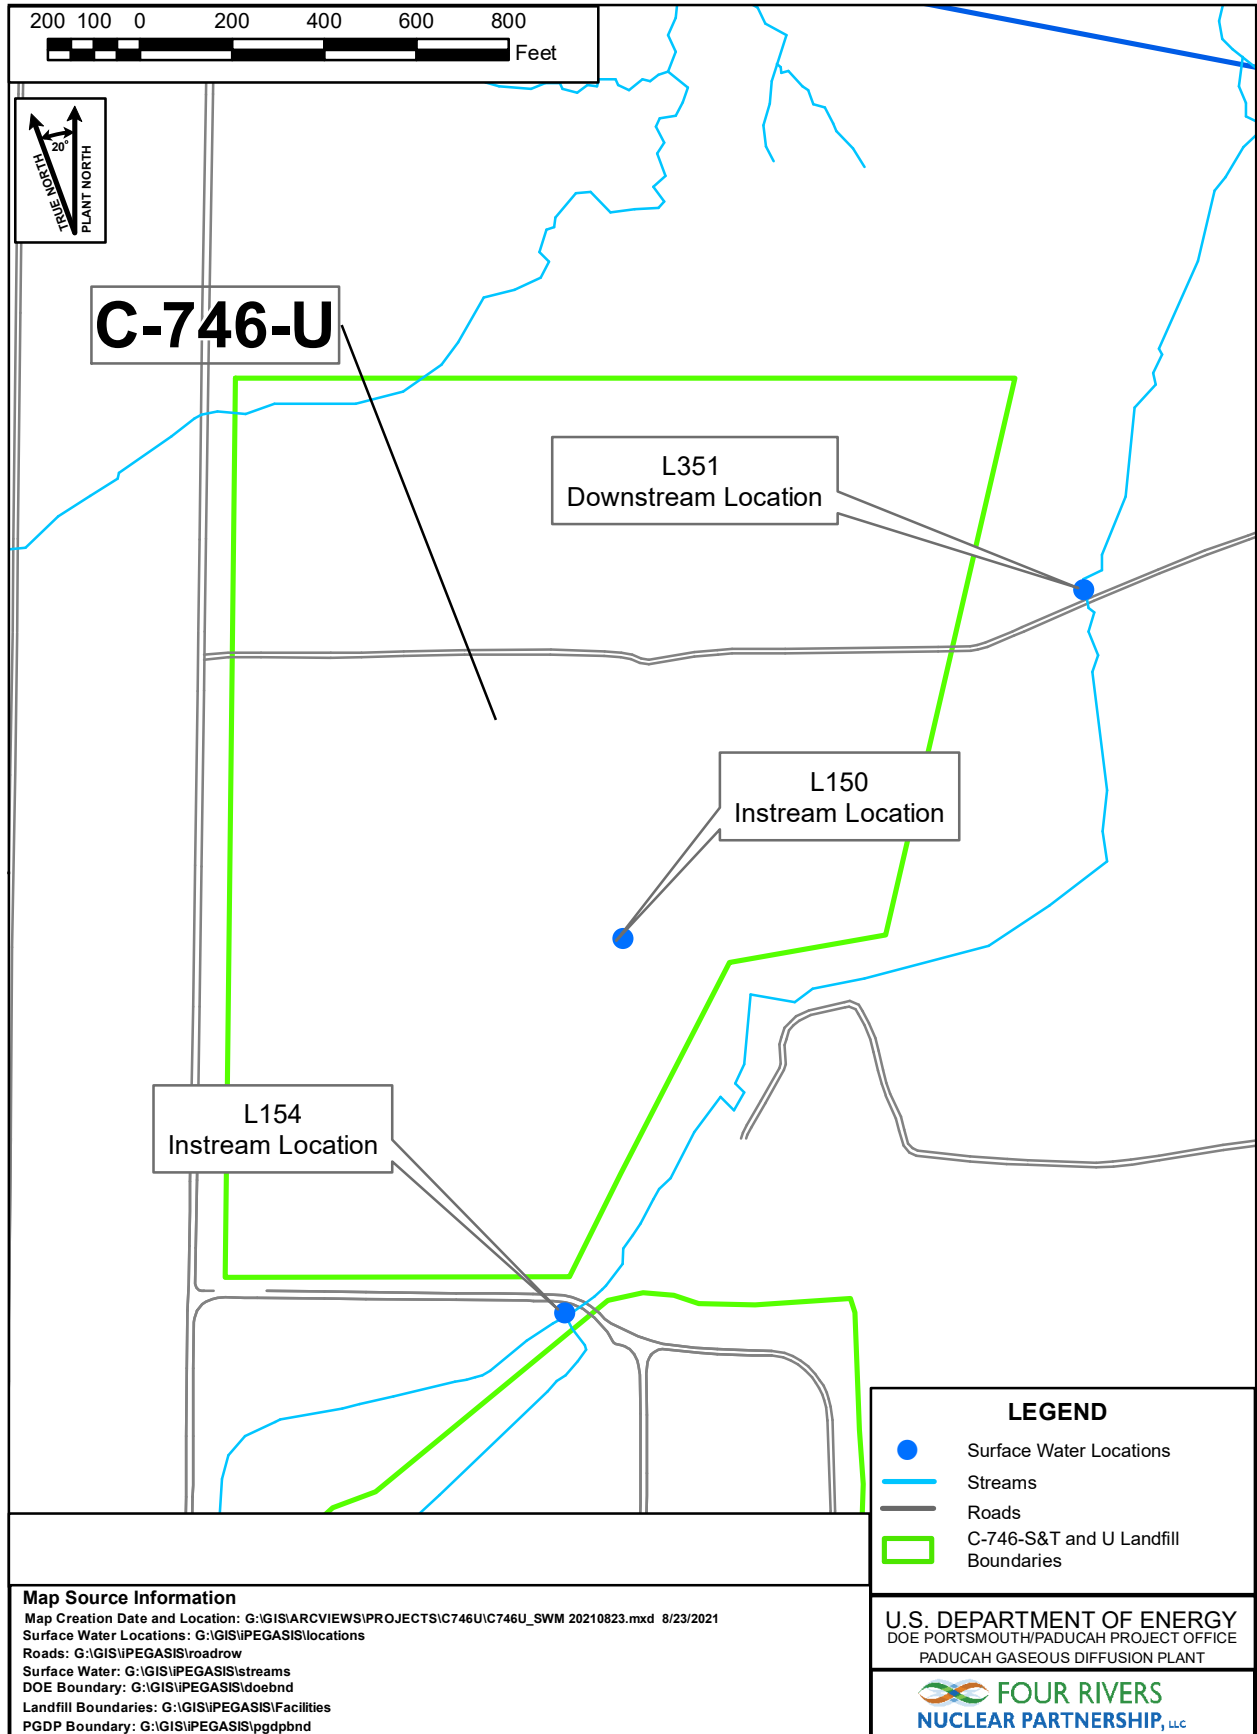 200 100 0 200 400 600 800
Feet
20°
TRUE NORTH
PLANT NORTH
C-746-U
L351
Downstream Location
L150
Instream Location
L154
Instream Location
LEGEND
Surface Water Locations
Streams
Roads
C-746-S&T and U Landfill
Boundaries
Map Source Information
Map Creation Date and Location: G:\GIS\ARCVIEWS\PROJECTS\C746U\C746U_SWM 20210823.mxd 8/23/2021
Surface Water Locations: G:\GIS\iPEGASIS\locations
Roads: G:\GIS\iPEGASIS\roadrow
Surface Water: G:\GIS\iPEGASIS\streams
DOE Boundary: G:\GIS\iPEGASIS\doebnd
Landfill Boundaries: G:\GIS\iPEGASIS\Facilities
PGDP Boundary: G:\GIS\iPEGASIS\pgdpbnd
U.S. DEPARTMENT OF ENERGY
DOE PORTSMOUTH/PADUCAH PROJECT OFFICE
PADUCAH GASEOUS DIFFUSION PLANT
FOUR RIVERS
NUCLEAR PARTNERSHIP, LLC